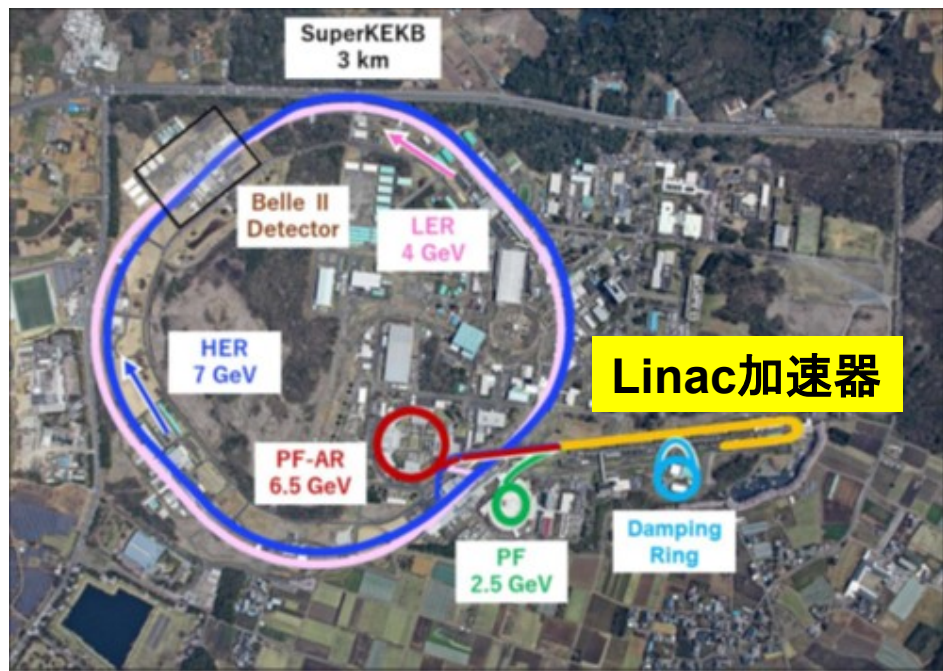 SuperKEKB
3 km
Belle II
Detector
LER
4 GeV
HER
7 GeV
Linac加速器
PF-AR
6.5 GeV
Damping
Ring
PF
2.5 GeV